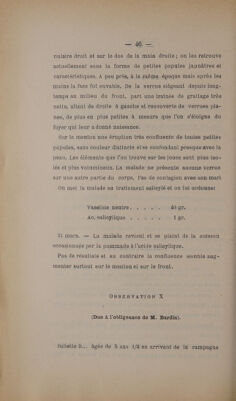 — 46 —
culaire droit et sur le dos de la main droite ; on les retrouve
actuellement sous la forme de petites papules jaunâtres et
caractéristiques. A peu près, à la même époque mais après les
mains la face fut envahie. De la verrue siégeant depuis long-
temps au milieu du front, part une traînée de grattage très
nette, allant de droite à gauche et recouverte de verrues pla-
nes, de plus en plus petites à mesure que l'on s'éloigne du
foyer qui leur a donné naissance.
Sur le menton une éruption très confluente de toutes petites
papules, sans couleur distincte et se confondant presque avec la
peau. Les éléments que l'on trouve sur les joues sont plus iso-
lés et plus volumineux. La malade ne présente aucune verrue
sur une autre partie du corps. Pas de contagion avec son mari
On met la malade en traitement salicylé et on lui ordonne:
Vaseline neutre . . . . . 40 gr.
Ac. salicylique . . . . . . 1 gr.
31 mars. — La malade revient et se plaint de la cuisson
occasionnée par la pommade à l'acide salicylique.
Pas de résultats et au contraire la confluence semble aug-
menter surtout sur le menton et sur le front.
OBSERVATION X
(Due à l'obligeance de M. Burdin).
Juliette B... âgée de 5 ans 1/2 en arrivant de la campagne